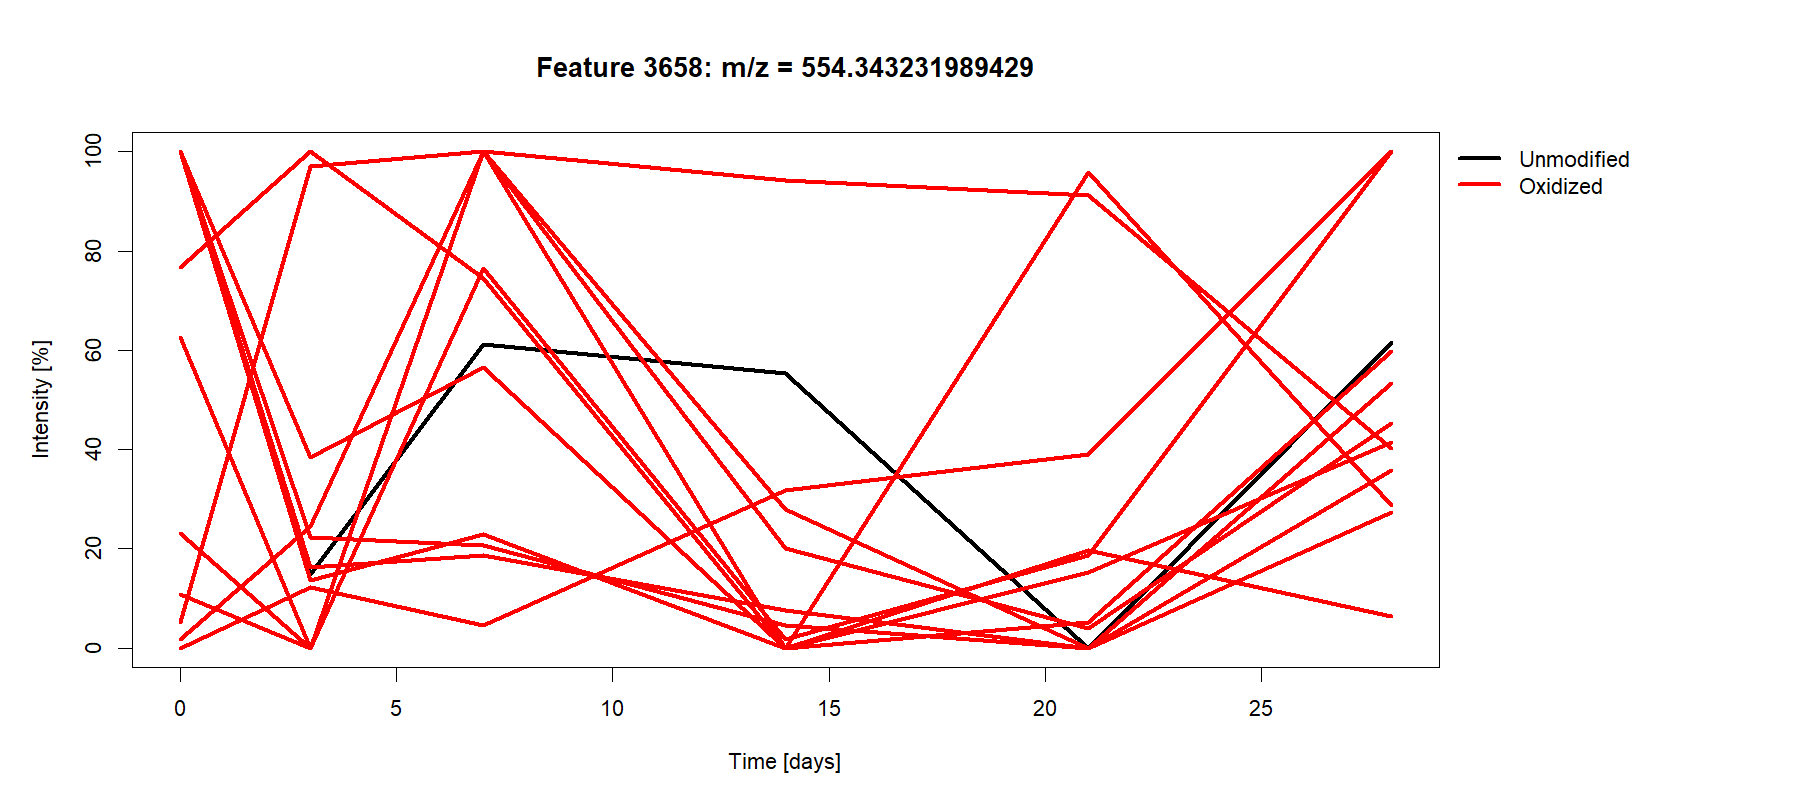 Feature 3658: m/z = 554.343231989429
100
80
60
40
20
0
Intensity [%]
Unmodified
Oxidized
0 5 10 15 20 25
Time [days]